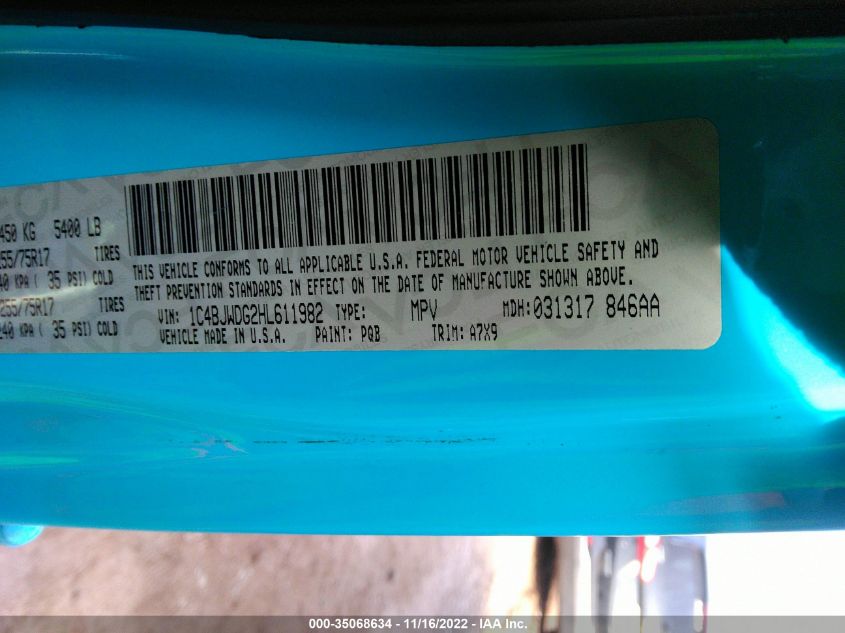 450 KG 5400 LB
255/75R17 TIRES
40 KPA ( 35 PSI) COLD
255/75R17 TIRES
240 KPA ( 35 PSI) COLD
THIS VEHICLE CONFORMS TO ALL APPLICABLE U.S.A. FEDERAL MOTOR VEHICLE SAFETY AND
THEFT PREVENTION STANDARDS IN EFFECT ON THE DATE OF MANUFACTURE SHOWN ABOVE.
VIN: 1C4BJWDG2HL611982 TYPE: MPV MDH: 031317 846AA
VEHICLE MADE IN U.S.A. PAINT: PQB TRIM: A7X9
000-35068634 - 11/16/2022 - IAA Inc.